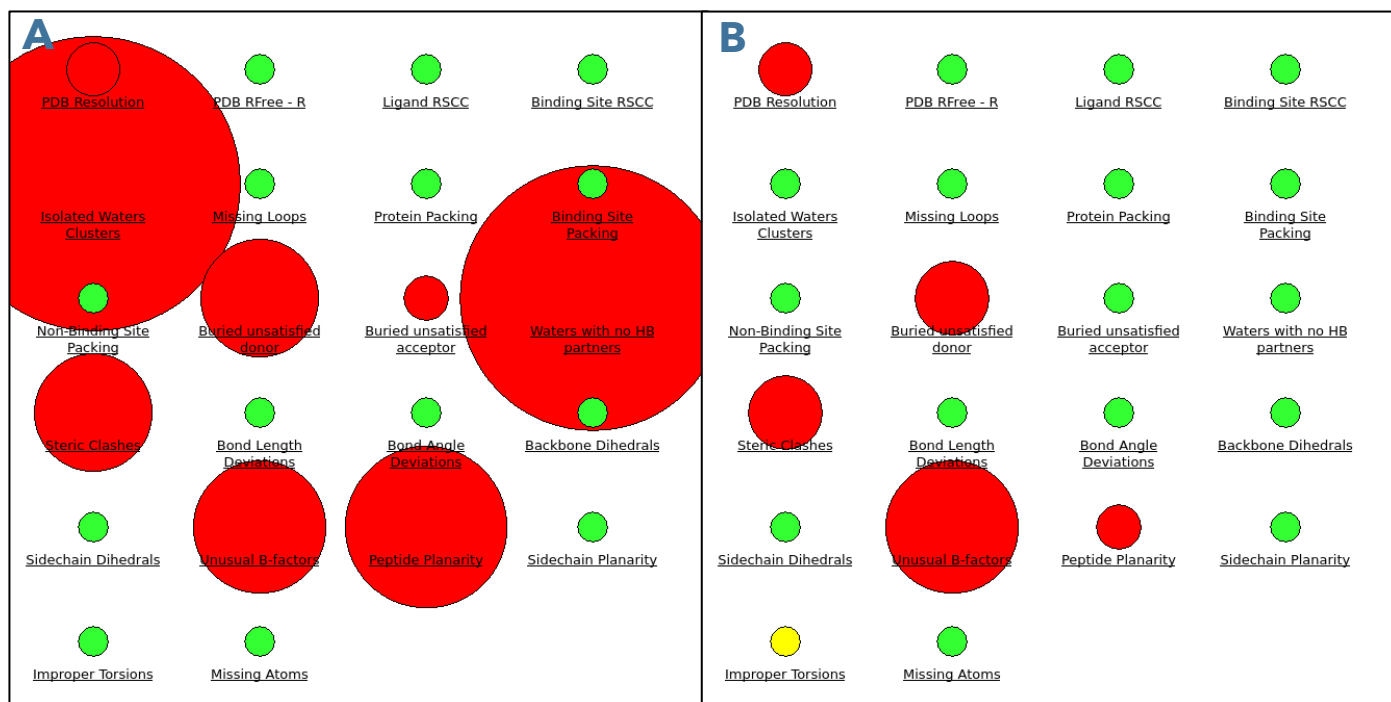 A
PDB Resolution
PDB RFree - R
Ligand RSCC
Binding Site RSCC
Isolated Waters
Clusters
Missing Loops
Protein Packing
Binding Site
Packing
Non-Binding Site
Packing
Buried unsatisfied
donor
Buried unsatisfied
acceptor
Waters with no HB
partners
Steric Clashes
Bond Length
Deviations
Bond Angle
Deviations
Backbone Dihedrals
Sidechain Dihedrals
Unusual B-factors
Peptide Planarity
Sidechain Planarity
Improper Torsions
Missing Atoms
B
PDB Resolution
PDB RFree - R
Ligand RSCC
Binding Site RSCC
Isolated Waters
Clusters
Missing Loops
Protein Packing
Binding Site
Packing
Non-Binding Site
Packing
Buried unsatisfied
donor
Buried unsatisfied
acceptor
Waters with no HB
partners
Steric Clashes
Bond Length
Deviations
Bond Angle
Deviations
Backbone Dihedrals
Sidechain Dihedrals
Unusual B-factors
Peptide Planarity
Sidechain Planarity
Improper Torsions
Missing Atoms